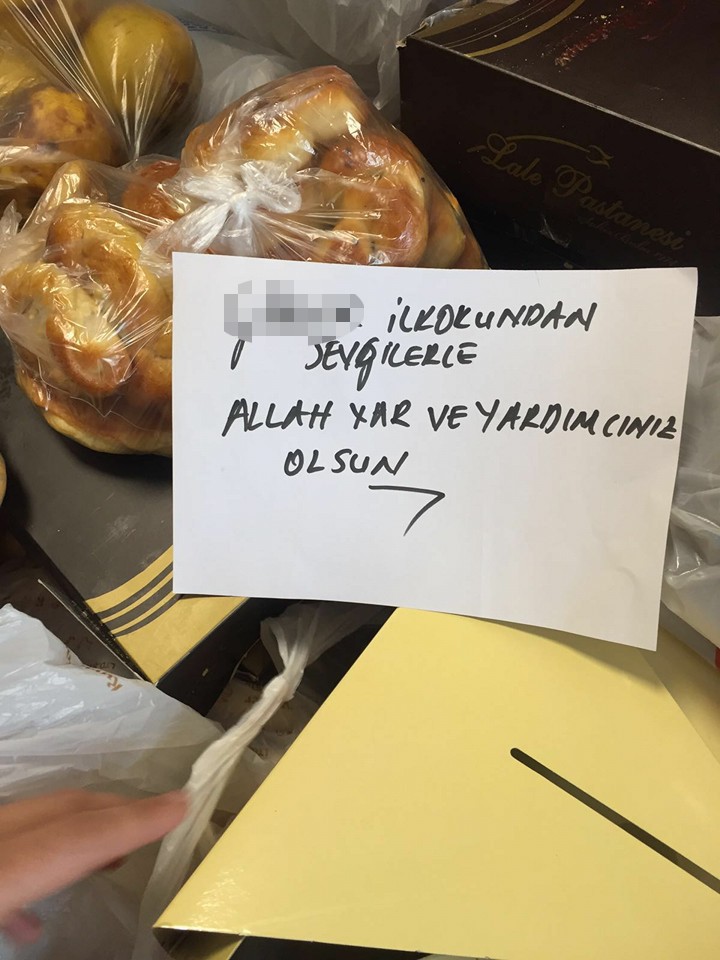 Lale Pastanesi
İLKOKUNDAN
SEVGİLERLE
ALLAH YAR VE YARDIMCINIZ
OLSUN